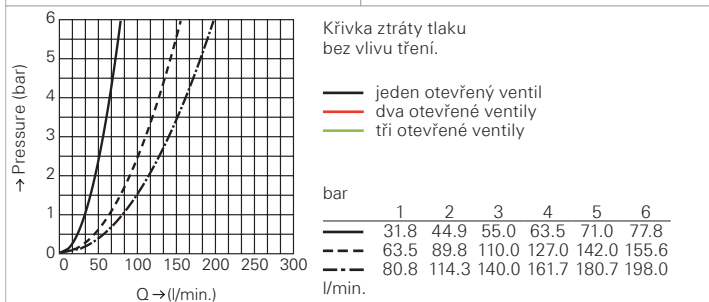 6
5
4
3
2
1
0
→ Pressure (bar)
0 50 100 150 200 250 300
Q → (l/min.)
Křivka ztráty tlaku
bez vlivu tření.
jeden otevřený ventil
dva otevřené ventily
tři otevřené ventily
bar
1 2 3 4 5 6
31.8 44.9 55.0 63.5 71.0 77.8
63.5 89.8 110.0 127.0 142.0 155.6
80.8 114.3 140.0 161.7 180.7 198.0
l/min.